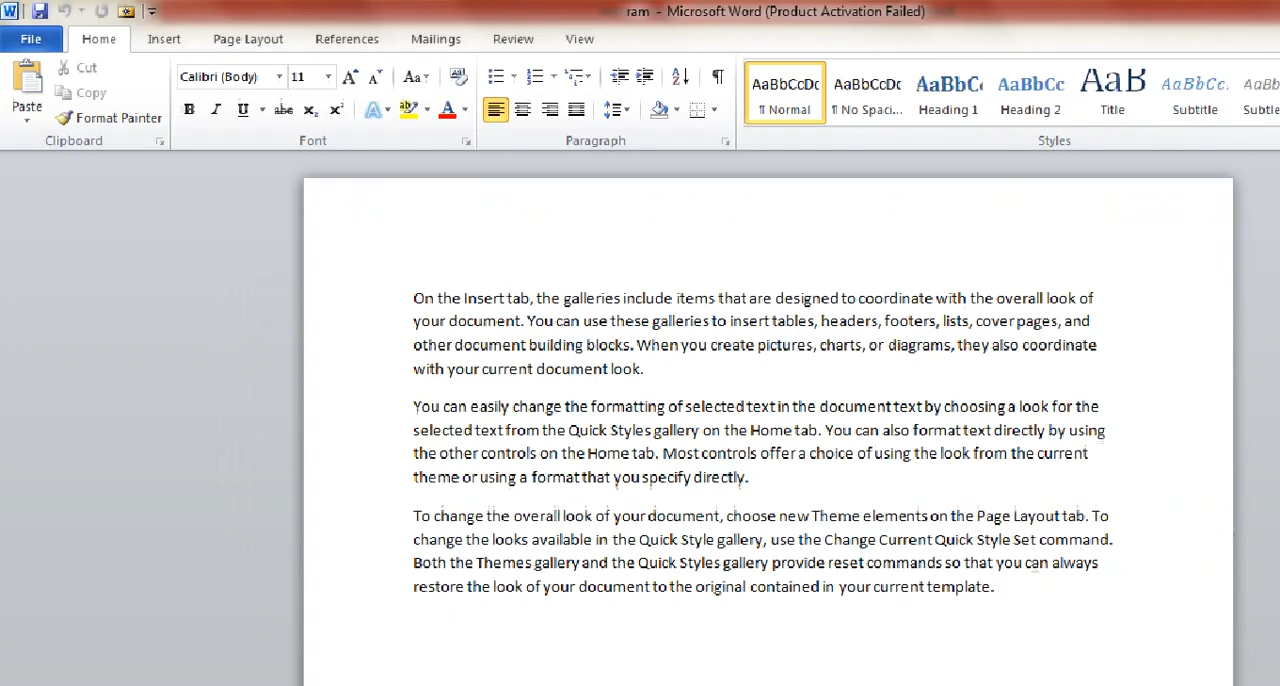 ram - Microsoft Word (Product Activation Failed)
File Home Insert Page Layout References Mailings Review View
Cut
Copy
Format Painter
Paste
Clipboard
Calibri (Body) 11
Font
Paragraph
AaBbCcDc AaBbCcDc AaBbC AaBbCc AaB AaBbCc. AaBb
¶ Normal ¶ No Spaci... Heading 1 Heading 2 Title Subtitle Subtle
Styles
On the Insert tab, the galleries include items that are designed to coordinate with the overall look of
your document. You can use these galleries to insert tables, headers, footers, lists, cover pages, and
other document building blocks. When you create pictures, charts, or diagrams, they also coordinate
with your current document look.
You can easily change the formatting of selected text in the document text by choosing a look for the
selected text from the Quick Styles gallery on the Home tab. You can also format text directly by using
the other controls on the Home tab. Most controls offer a choice of using the look from the current
theme or using a format that you specify directly.
To change the overall look of your document, choose new Theme elements on the Page Layout tab. To
change the looks available in the Quick Style gallery, use the Change Current Quick Style Set command.
Both the Themes gallery and the Quick Styles gallery provide reset commands so that you can always
restore the look of your document to the original contained in your current template.